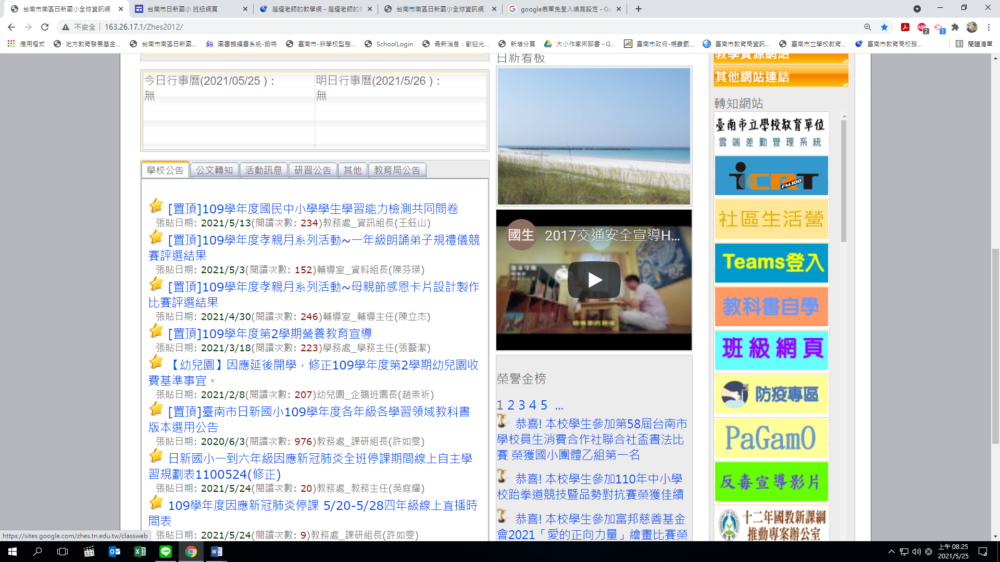 台南市南區日新國小全球資訊網
台南市日新國小 班級網頁
庭耀老師的教學網 - 庭耀老師的教
台南市南區日新國小全球資訊網
google表單免登入填寫設定 - Go
不安全
163.26.17.1/Zhes2012/
ABP
2
1
應用程式
地方教育發展基金...
台南市南區日新國...
圖書館編書系統-鉑特
臺南市-非學校型態...
SchoolLogin
最新消息：歡迎光...
新增分頁
大小作家來聊書 - G...
臺南市政府-規費罰...
臺南市教育局資訊...
臺南市立學校教育...
臺南市教育局校務...
閱讀清單
今日行事曆(2021/05/25 )：
無
明日行事曆(2021/5/26 )：
無
學校公告
公文轉知
活動訊息
研習公告
其他
教育局公告
[置頂]109學年度國民中小學學生學習能力檢測共同問卷
張貼日期: 2021/5/13(閱讀次數: 234)教務處_資訊組長(王鈺山)
[置頂]109學年度孝親月系列活動~一年級朗誦弟子規禮儀競
賽評選結果
張貼日期: 2021/5/3(閱讀次數: 152)輔導室_資料組長(陳芬瑛)
[置頂]109學年度孝親月系列活動~母親節感恩卡片設計製作
比賽評選結果
張貼日期: 2021/4/30(閱讀次數: 246)輔導室_輔導主任(陳立杰)
[置頂]109學年度第2學期營養教育宣導
張貼日期: 2021/3/18(閱讀次數: 223)學務處_學務主任(張藝潔)
【幼兒園】因應延後開學，修正109學年度第2學期幼兒園收
費基準事宜。
張貼日期: 2021/2/8(閱讀次數: 207)幼兒園_企鵝班園長(趙崇祈)
[置頂]臺南市日新國小109學年度各年級各學習領域教科書
版本選用公告
張貼日期: 2020/6/3(閱讀次數: 976)教務處_課研組長(許如雯)
日新國小一到六年級因應新冠肺炎全班停課期間線上自主學
習規劃表1100524(修正)
張貼日期: 2021/5/24(閱讀次數: 20)教務處_教務主任(吳庭耀)
109學年度因應新冠肺炎停課 5/20-5/28四年級線上直播時
間表
張貼日期: 2021/5/24(閱讀次數: 9)教務處_課研組長(許如雯)
日新看板
國生
2017交通安全宣導H...
榮譽金榜
1 2 3 4 5 ...
恭喜! 本校學生參加第58屆台南市
學校員生消費合作社聯合社盃書法比
賽 榮獲國小團體乙組第一名
恭喜! 本校學生參加110年中小學
校跆拳道競技暨品勢對抗賽榮獲佳績
恭喜! 本校學生參加富邦慈善基金
會2021「愛的正向力量」繪畫比賽榮
教學資源網站
其他網站連結
轉知網站
臺南市立學校教育單位
雲端差勤管理系統
iCRT
FM.100
社區生活營
Teams登入
教科書自學
班級網頁
防疫專區
PaGamO
反毒宣導影片
十二年國教新課綱
推動專案辦公室
https://sites.google.com/zhes.tn.edu.tw/classweb
上午 08:25
2021/5/25